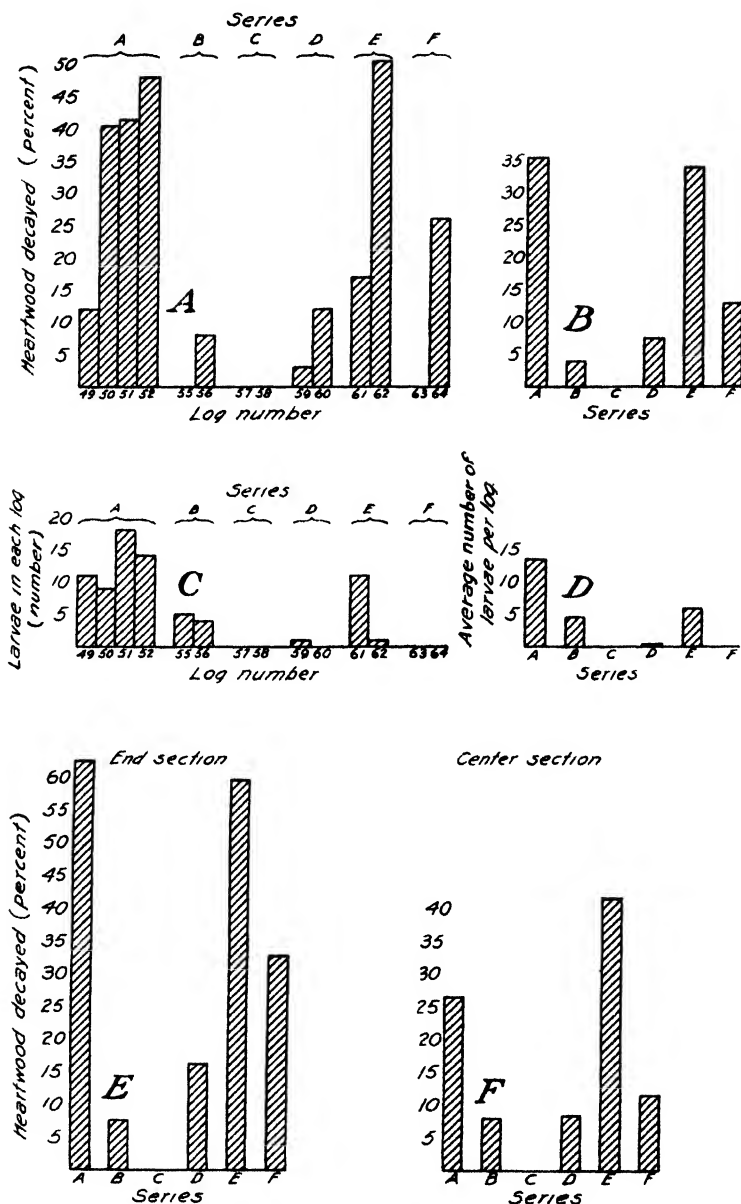 Series
A B C D E F
Heartwood decayed (percent)
50
45
40
35
30
25
20
15
10
5
A
49 50 51 52 55 56 57 58 59 60 61 62 63 64
Log number
35
30
25
20
15
10
5
B
A B C D E F
Series
Series
A B C D E F
Larvae in each log
(number)
20
15
10
5
C
49 50 51 52 55 56 57 58 59 60 61 62 63 64
Log number
Average number of
larvae per log.
15
10
5
D
A B C D E F
Series
End section
Heartwood decayed (percent)
60
55
50
45
40
35
30
25
20
15
10
5
E
A B C D E F
Series
Center section
40
35
30
25
20
15
10
5
F
A B C D E F
Series